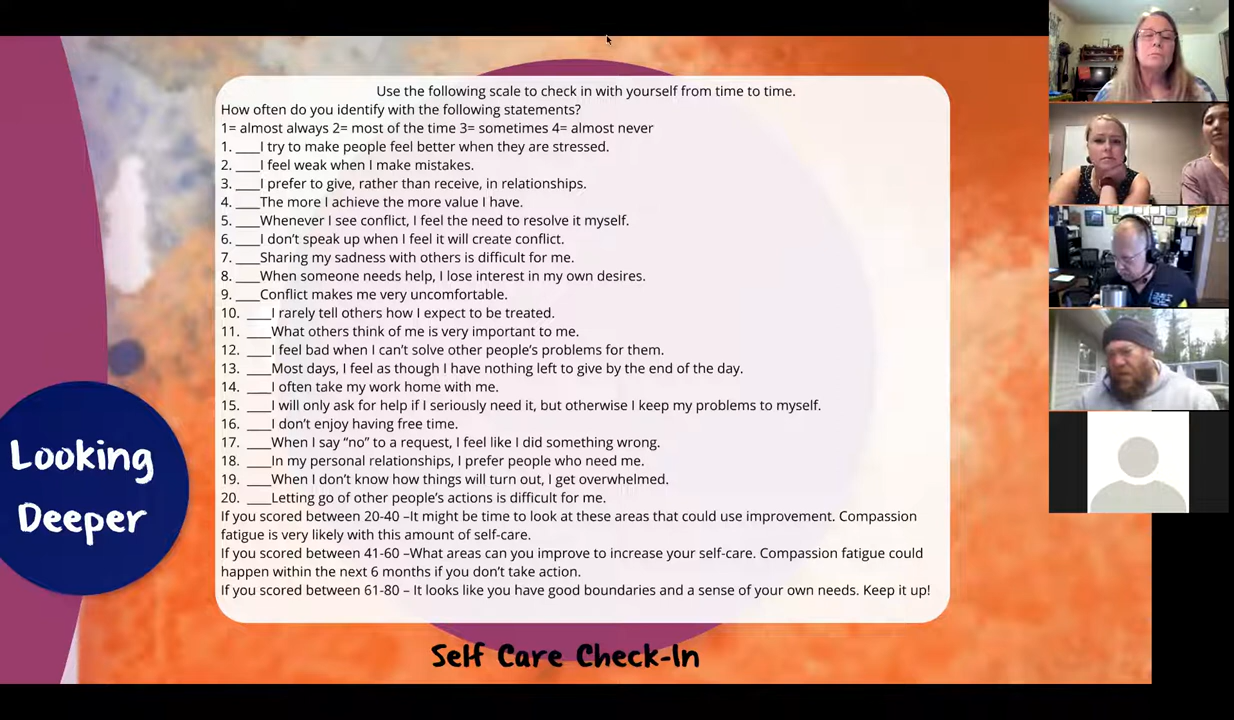 Use the following scale to check in with yourself from time to time.
How often do you identify with the following statements?
1= almost always 2= most of the time 3= sometimes 4= almost never
1. ____I try to make people feel better when they are stressed.
2. ____I feel weak when I make mistakes.
3. ____I prefer to give, rather than receive, in relationships.
4. ____The more I achieve the more value I have.
5. ____Whenever I see conflict, I feel the need to resolve it myself.
6. ____I don’t speak up when I feel it will create conflict.
7. ____Sharing my sadness with others is difficult for me.
8. ____When someone needs help, I lose interest in my own desires.
9. ____Conflict makes me very uncomfortable.
10. ____I rarely tell others how I expect to be treated.
11. ____What others think of me is very important to me.
12. ____I feel bad when I can’t solve other people’s problems for them.
13. ____Most days, I feel as though I have nothing left to give by the end of the day.
14. ____I often take my work home with me.
15. ____I will only ask for help if I seriously need it, but otherwise I keep my problems to myself.
16. ____I don’t enjoy having free time.
17. ____When I say “no” to a request, I feel like I did something wrong.
18. ____In my personal relationships, I prefer people who need me.
19. ____When I don’t know how things will turn out, I get overwhelmed.
20. ____Letting go of other people’s actions is difficult for me.
If you scored between 20-40 –It might be time to look at these areas that could use improvement. Compassion
fatigue is very likely with this amount of self-care.
If you scored between 41-60 –What areas can you improve to increase your self-care. Compassion fatigue could
happen within the next 6 months if you don’t take action.
If you scored between 61-80 – It looks like you have good boundaries and a sense of your own needs. Keep it up!
Looking
Deeper
Self Care Check-In